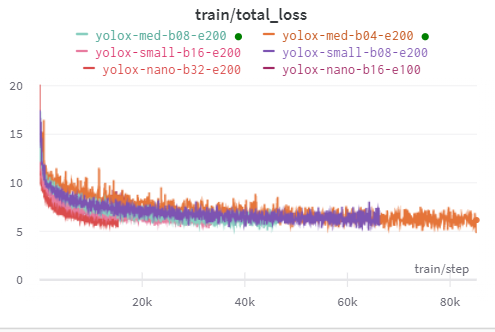 train/total_loss
yolox-med-b08-e200 yolox-med-b04-e200
yolox-small-b16-e200 yolox-small-b08-e200
yolox-nano-b32-e200 yolox-nano-b16-e100
20
15
10
5
0
train/step
20k 40k 60k 80k